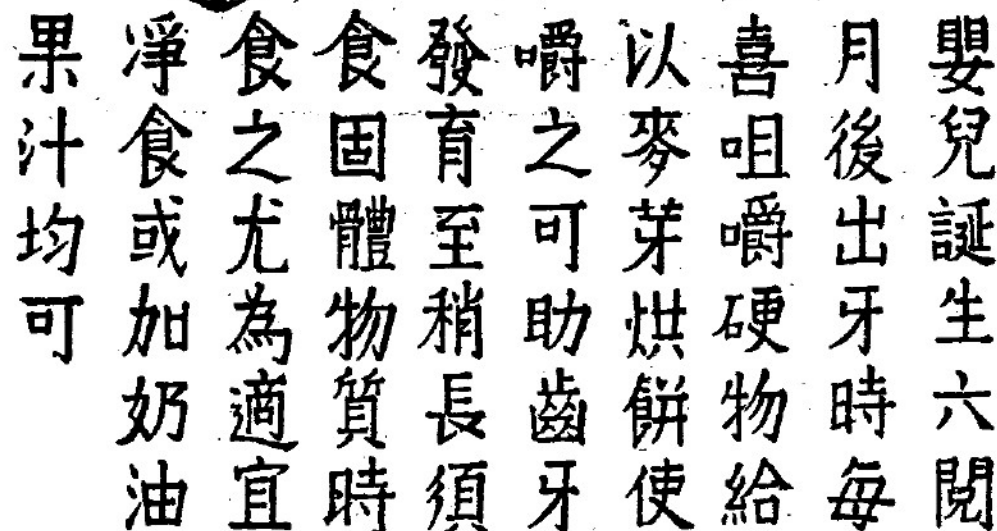 嬰兒誕生六閱
月後出牙時每
喜咀嚼硬物給
以麥芽烘餅使
嚼之可助齒牙
發育至稍長須
食固體物質時
食之尤為適宜
凈食或加奶油
果汁均可